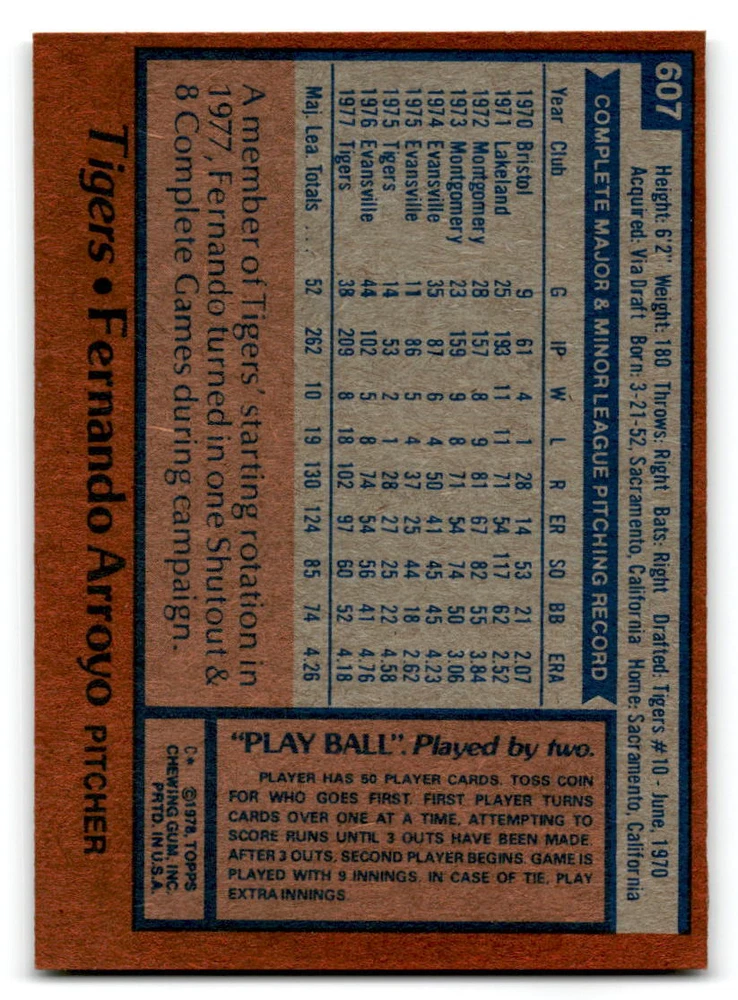 607
Height: 6'2" Weight: 180 Throws: Right Bats: Right Drafted: Tigers #10 - June, 1970
Acquired: Via Draft Born: 3-21-52, Sacramento, California Home: Sacramento, California
COMPLETE MAJOR & MINOR LEAGUE PITCHING RECORD
Year Club G IP W L R ER SO BB ERA
1970 Bristol 9 61 4 1 28 14 53 21 2.07
1971 Lakeland 25 193 11 11 71 54 117 62 2.52
1972 Montgomery 28 157 8 9 81 67 82 55 3.84
1973 Montgomery 23 159 9 8 71 54 74 50 3.06
1974 Evansville 35 87 6 4 50 41 45 45 4.23
1975 Evansville 11 86 5 4 37 25 44 18 2.62
1975 Tigers 14 53 2 1 28 27 25 22 4.58
1976 Evansville 44 102 5 8 74 54 56 41 4.76
1977 Tigers 38 209 8 18 102 97 60 52 4.18
Maj. Lea Totals ... 52 262 10 19 130 124 85 74 4.26
A member of Tigers' starting rotation in
1977, Fernando turned in one Shutout &
8 Complete Games during campaign.
Tigers • Fernando Arroyo PITCHER
"PLAY BALL". Played by two.
PLAYER HAS 50 PLAYER CARDS. TOSS COIN
FOR WHO GOES FIRST. FIRST PLAYER TURNS
CARDS OVER ONE AT A TIME, ATTEMPTING TO
SCORE RUNS UNTIL 3 OUTS HAVE BEEN MADE.
AFTER 3 OUTS, SECOND PLAYER BEGINS. GAME IS
PLAYED WITH 9 INNINGS. IN CASE OF TIE, PLAY
EXTRA INNINGS.
C* ©1978, TOPPS
CHEWING GUM, INC.
PRTD. IN U.S.A.